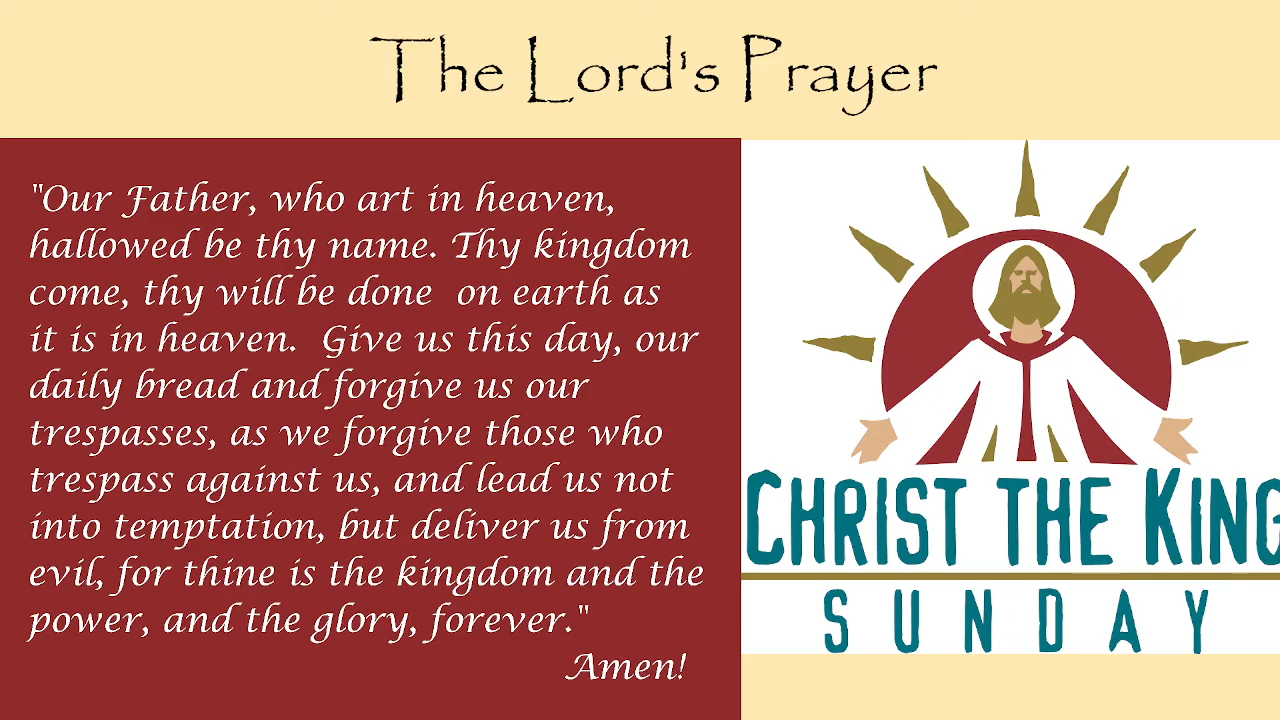 The Lord's Prayer
"Our Father, who art in heaven,
hallowed be thy name. Thy kingdom
come, thy will be done  on earth as
it is in heaven.  Give us this day, our
daily bread and forgive us our
trespasses, as we forgive those who
trespass against us, and lead us not
into temptation, but deliver us from
evil, for thine is the kingdom and the
power, and the glory, forever."
Amen!
CHRIST THE KING
SUNDAY